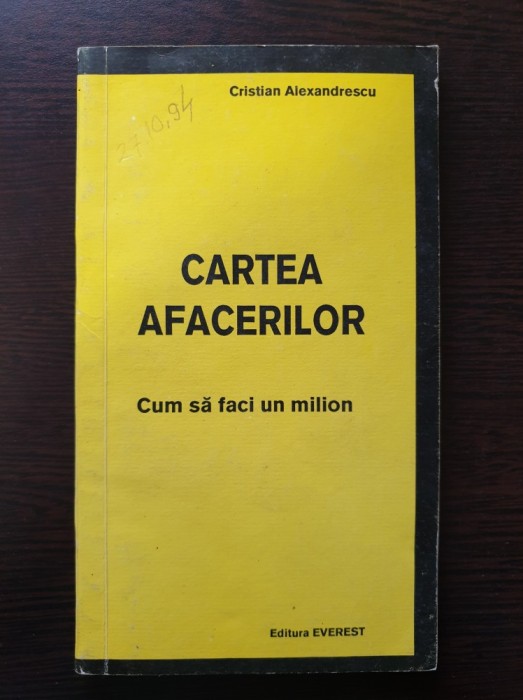 Cristian Alexandrescu
27.10,94
CARTEA
AFACERILOR
Cum să faci un milion
Editura EVEREST